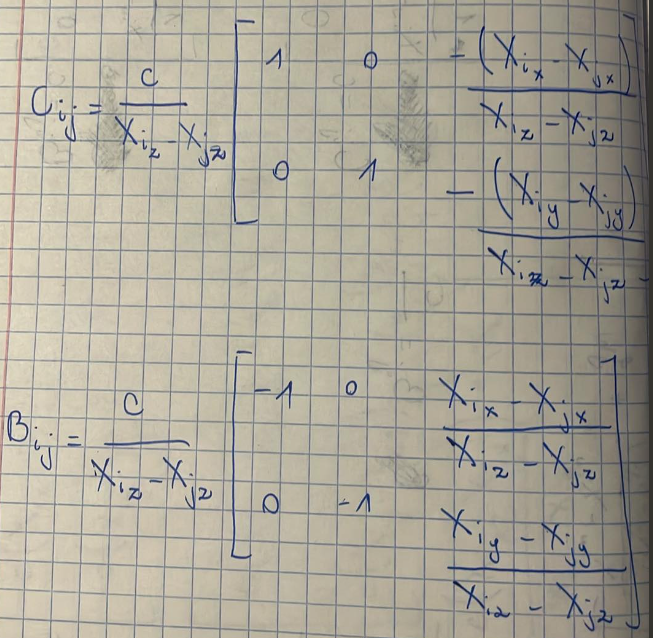 C_{ij} = \frac{c}{X_{i_z} - X_{j_z}} \begin{bmatrix} 1 & 0 & -\frac{(X_{i_x} - X_{j_x})}{X_{i_z} - X_{j_z}} \\ 0 & 1 & -\frac{(X_{i_y} - X_{j_y})}{X_{i_z} - X_{j_z}} \end{bmatrix}
B_{ij} = \frac{c}{X_{i_z} - X_{j_z}} \begin{bmatrix} -1 & 0 & \frac{X_{i_x} - X_{j_x}}{X_{i_z} - X_{j_z}} \\ 0 & -1 & \frac{X_{i_y} - X_{j_y}}{X_{i_z} - X_{j_z}} \end{bmatrix}